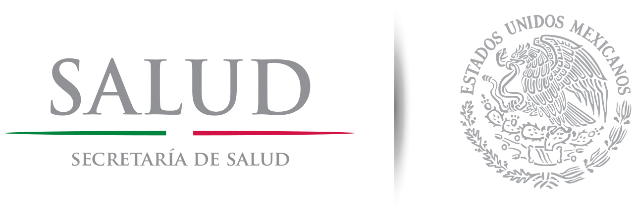 SALUD
SECRETARÍA DE SALUD
ESTADOS UNIDOS MEXICANOS